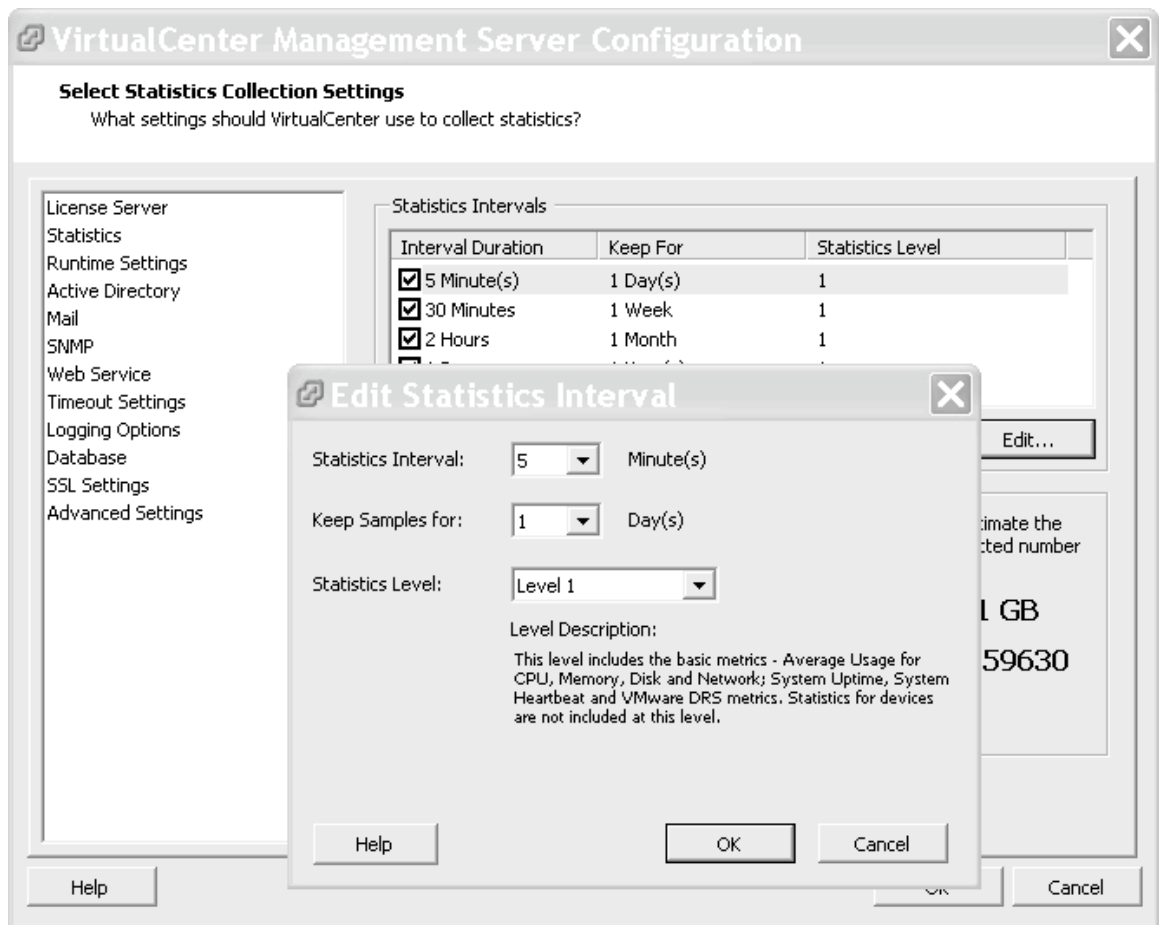 VirtualCenter Management Server Configuration
Select Statistics Collection Settings
What settings should VirtualCenter use to collect statistics?
License Server
Statistics
Runtime Settings
Active Directory
Mail
SNMP
Web Service
Timeout Settings
Logging Options
Database
SSL Settings
Advanced Settings
Statistics Intervals
Interval Duration Keep For Statistics Level
5 Minute(s) 1 Day(s) 1
30 Minutes 1 Week 1
2 Hours 1 Month 1
Edit...
number
GB
59630
Edit Statistics Interval
Statistics Interval: 5 Minute(s)
Keep Samples for: 1 Day(s)
Statistics Level: Level 1
Level Description:
This level includes the basic metrics - Average Usage for
CPU, Memory, Disk and Network; System Uptime, System
Heartbeat and VMware DRS metrics. Statistics for devices
are not included at this level.
Help OK Cancel
Help Cancel